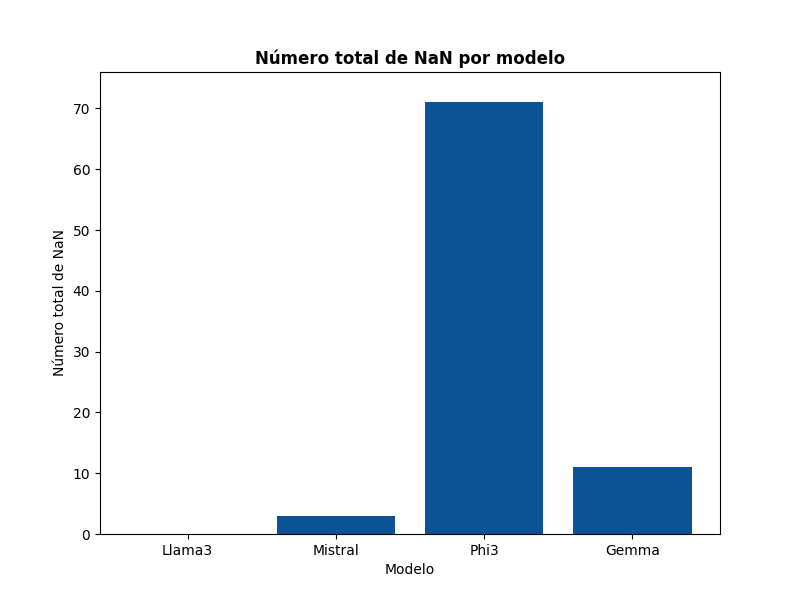 Número total de NaN por modelo
Número total de NaN
70
60
50
40
30
20
10
0
Llama3 Mistral Phi3 Gemma
Modelo